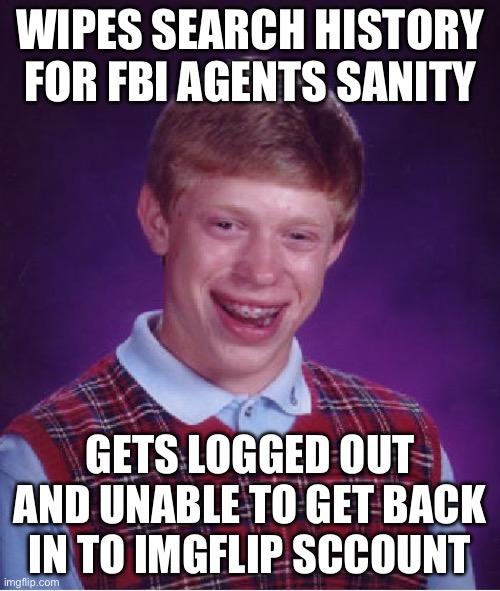 WIPES SEARCH HISTORY
FOR FBI AGENTS SANITY
GETS LOGGED OUT
AND UNABLE TO GET BACK
IN TO IMGFLIP SCCOUNT
imgflip.com